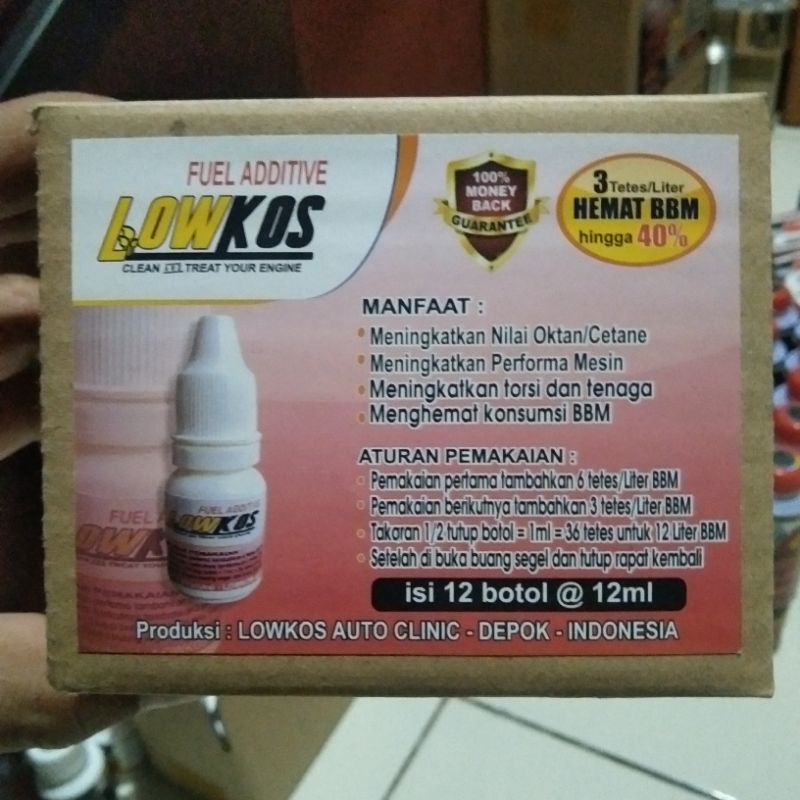 FUEL ADDITIVE
LOWKOS
CLEAN AND TREAT YOUR ENGINE
100%
MONEY
BACK
GUARANTEE
3 Tetes/Liter
HEMAT BBM
hingga 40%
MANFAAT :
Meningkatkan Nilai Oktan/Cetane
Meningkatkan Performa Mesin
Meningkatkan torsi dan tenaga
Menghemat konsumsi BBM
ATURAN PEMAKAIAN :
Pemakaian pertama tambahkan 6 tetes/Liter BBM
Pemakaian berikutnya tambahkan 3 tetes/Liter BBM
Takaran 1/2 tutup botol = 1ml = 36 tetes untuk 12 Liter BBM
Setelah di buka buang segel dan tutup rapat kembali
isi 12 botol @ 12ml
Produksi : LOWKOS AUTO CLINIC - DEPOK - INDONESIA
FUEL ADDITIVE
LOWKOS